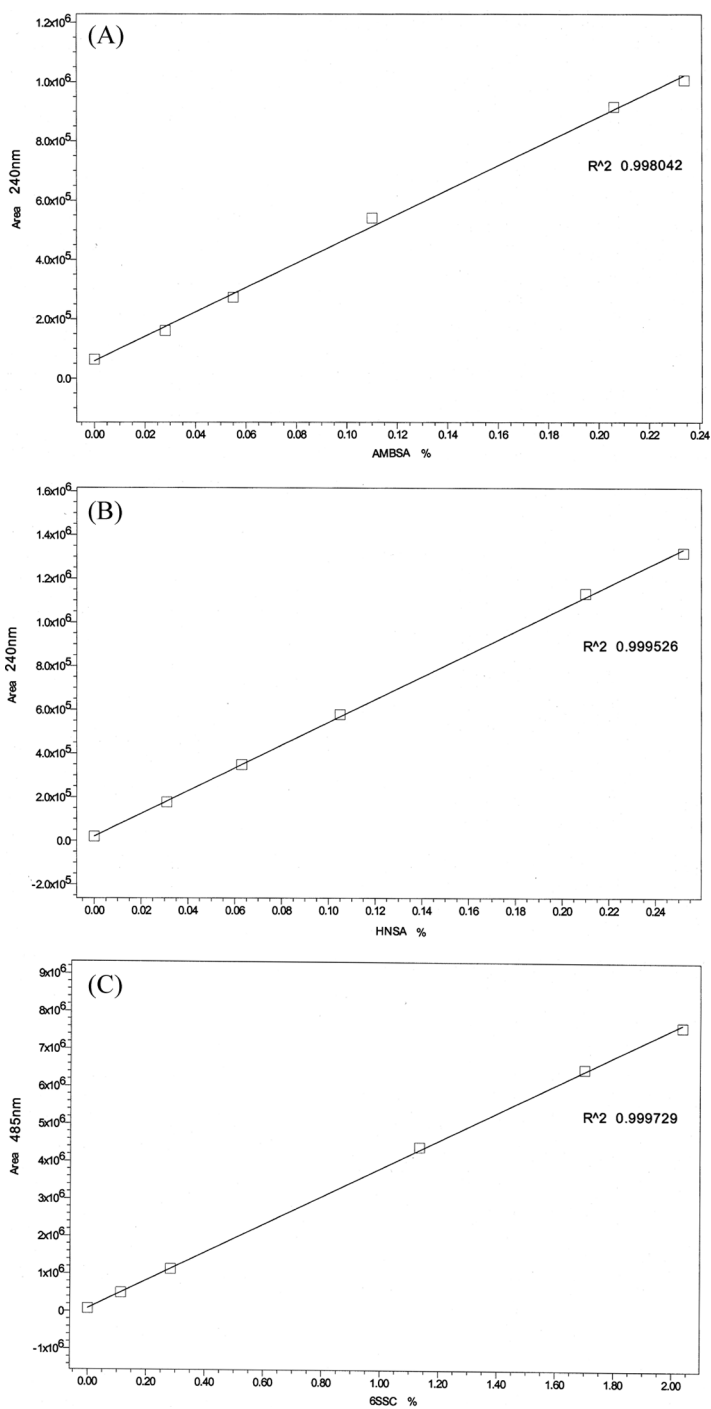 (A)
1.2x10^6
1.0x10^6
8.0x10^5
6.0x10^5
4.0x10^5
2.0x10^5
0.0
Area 240nm
R^2 0.998042
0.00 0.02 0.04 0.06 0.08 0.10 0.12 0.14 0.16 0.18 0.20 0.22 0.24
AMBSA %
(B)
1.6x10^6
1.4x10^6
1.2x10^6
1.0x10^6
8.0x10^5
6.0x10^5
4.0x10^5
2.0x10^5
0.0
-2.0x10^5
Area 240nm
R^2 0.999526
0.00 0.02 0.04 0.06 0.08 0.10 0.12 0.14 0.16 0.18 0.20 0.22 0.24
HNSA %
(C)
9x10^6
8x10^6
7x10^6
6x10^6
5x10^6
4x10^6
3x10^6
2x10^6
1x10^6
0
-1x10^6
Area 485nm
R^2 0.999729
0.00 0.20 0.40 0.60 0.80 1.00 1.20 1.40 1.60 1.80 2.00
6SSC %